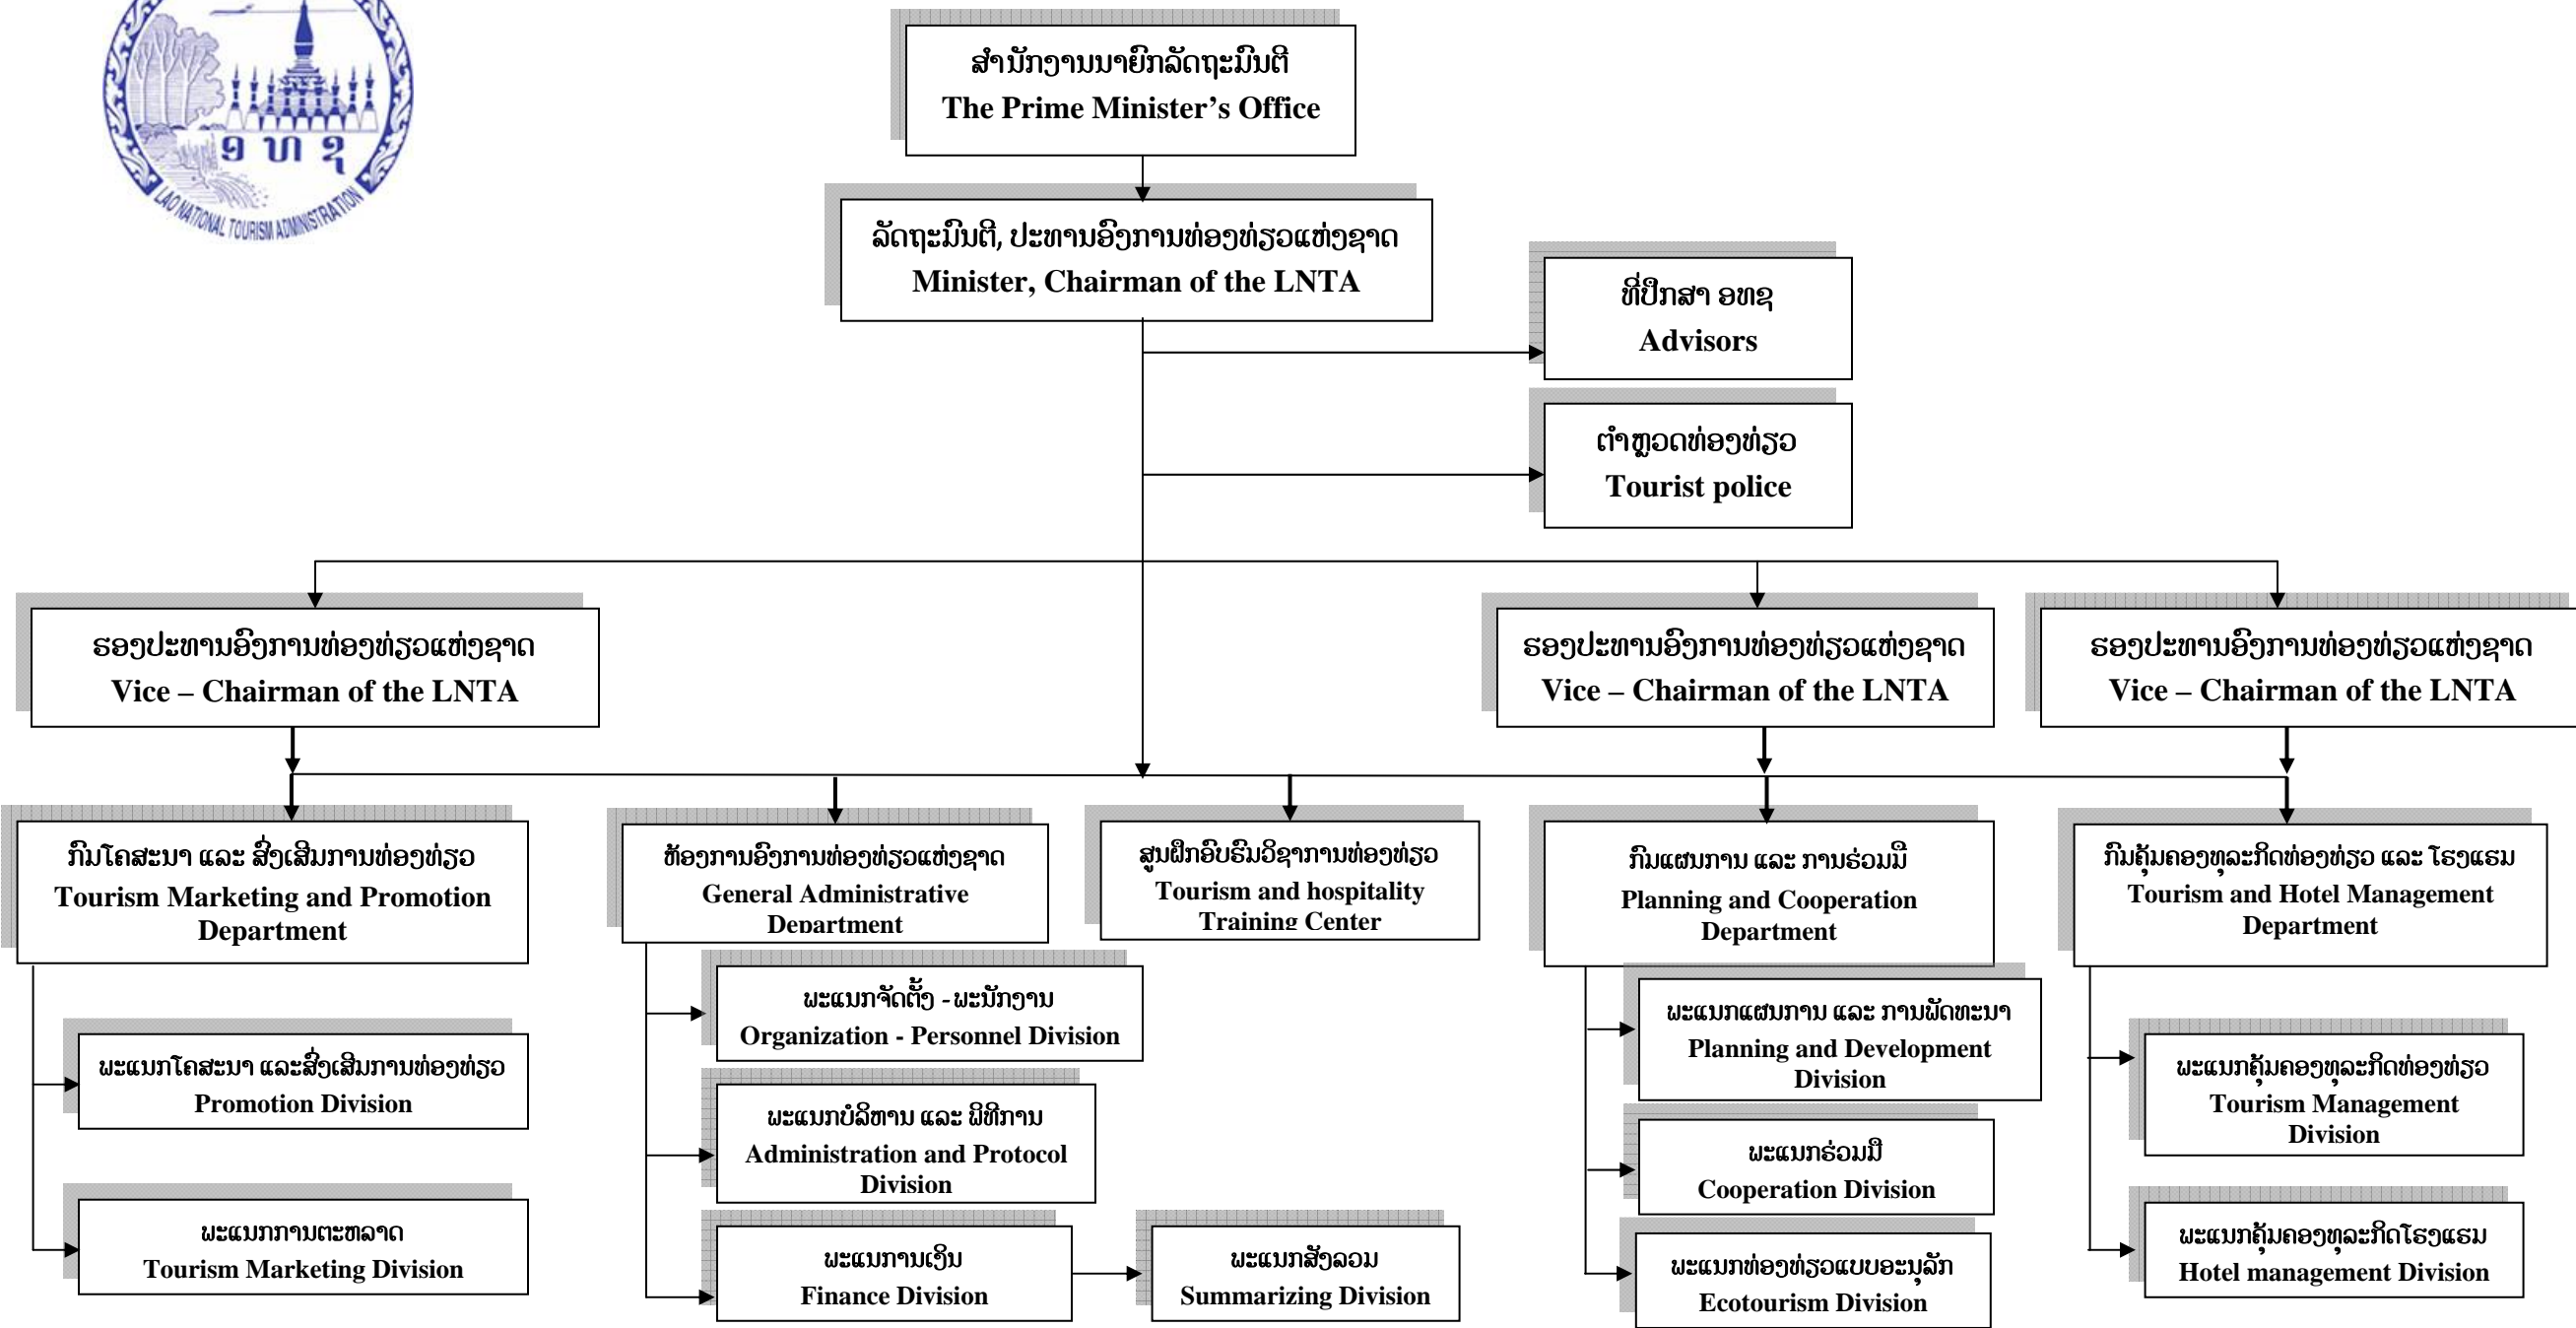 ອ ທ ຊ
LAO NATIONAL TOURISM ADMINISTRATION
ສຳນັກງານນາຍົກລັດຖະມົນຕີ
The Prime Minister’s Office
ລັດຖະມົນຕີ, ປະທານອົງການທ່ອງທ່ຽວແຫ່ງຊາດ
Minister, Chairman of the LNTA
ທີ່ປຶກສາ ອທຊ
Advisors
ຕຳຫຼວດທ່ອງທ່ຽວ
Tourist police
ຮອງປະທານອົງການທ່ອງທ່ຽວແຫ່ງຊາດ
Vice – Chairman of the LNTA
ຮອງປະທານອົງການທ່ອງທ່ຽວແຫ່ງຊາດ
Vice – Chairman of the LNTA
ຮອງປະທານອົງການທ່ອງທ່ຽວແຫ່ງຊາດ
Vice – Chairman of the LNTA
ກົມໂຄສະນາ ແລະ ສົ່ງເສີມການທ່ອງທ່ຽວ
Tourism Marketing and Promotion
Department
ຫ້ອງການອົງການທ່ອງທ່ຽວແຫ່ງຊາດ
General Administrative
Department
ສູນຝຶກອົບຮົມວິຊາການທ່ອງທ່ຽວ
Tourism and hospitality
Training Center
ກົມແຜນການ ແລະ ການຮ່ວມມື
Planning and Cooperation
Department
ກົມຄຸ້ມຄອງທຸລະກິດທ່ອງທ່ຽວ ແລະ ໂຮງແຮມ
Tourism and Hotel Management
Department
ພະແນກໂຄສະນາ ແລະສົ່ງເສີມການທ່ອງທ່ຽວ
Promotion Division
ພະແນກການຕະຫລາດ
Tourism Marketing Division
ພະແນກຈັດຕັ້ງ - ພະນັກງານ
Organization - Personnel Division
ພະແນກບໍລິຫານ ແລະ ພິທີການ
Administration and Protocol
Division
ພະແນການເງິນ
Finance Division
ພະແນກສັງລວມ
Summarizing Division
ພະແນກແຜນການ ແລະ ການພັດທະນາ
Planning and Development
Division
ພະແນກຮ່ວມມື
Cooperation Division
ພະແນກທ່ອງທ່ຽວແບບອະນຸລັກ
Ecotourism Division
ພະແນກຄຸ້ມຄອງທຸລະກິດທ່ອງທ່ຽວ
Tourism Management
Division
ພະແນກຄຸ້ມຄອງທຸລະກິດໂຮງແຮມ
Hotel management Division